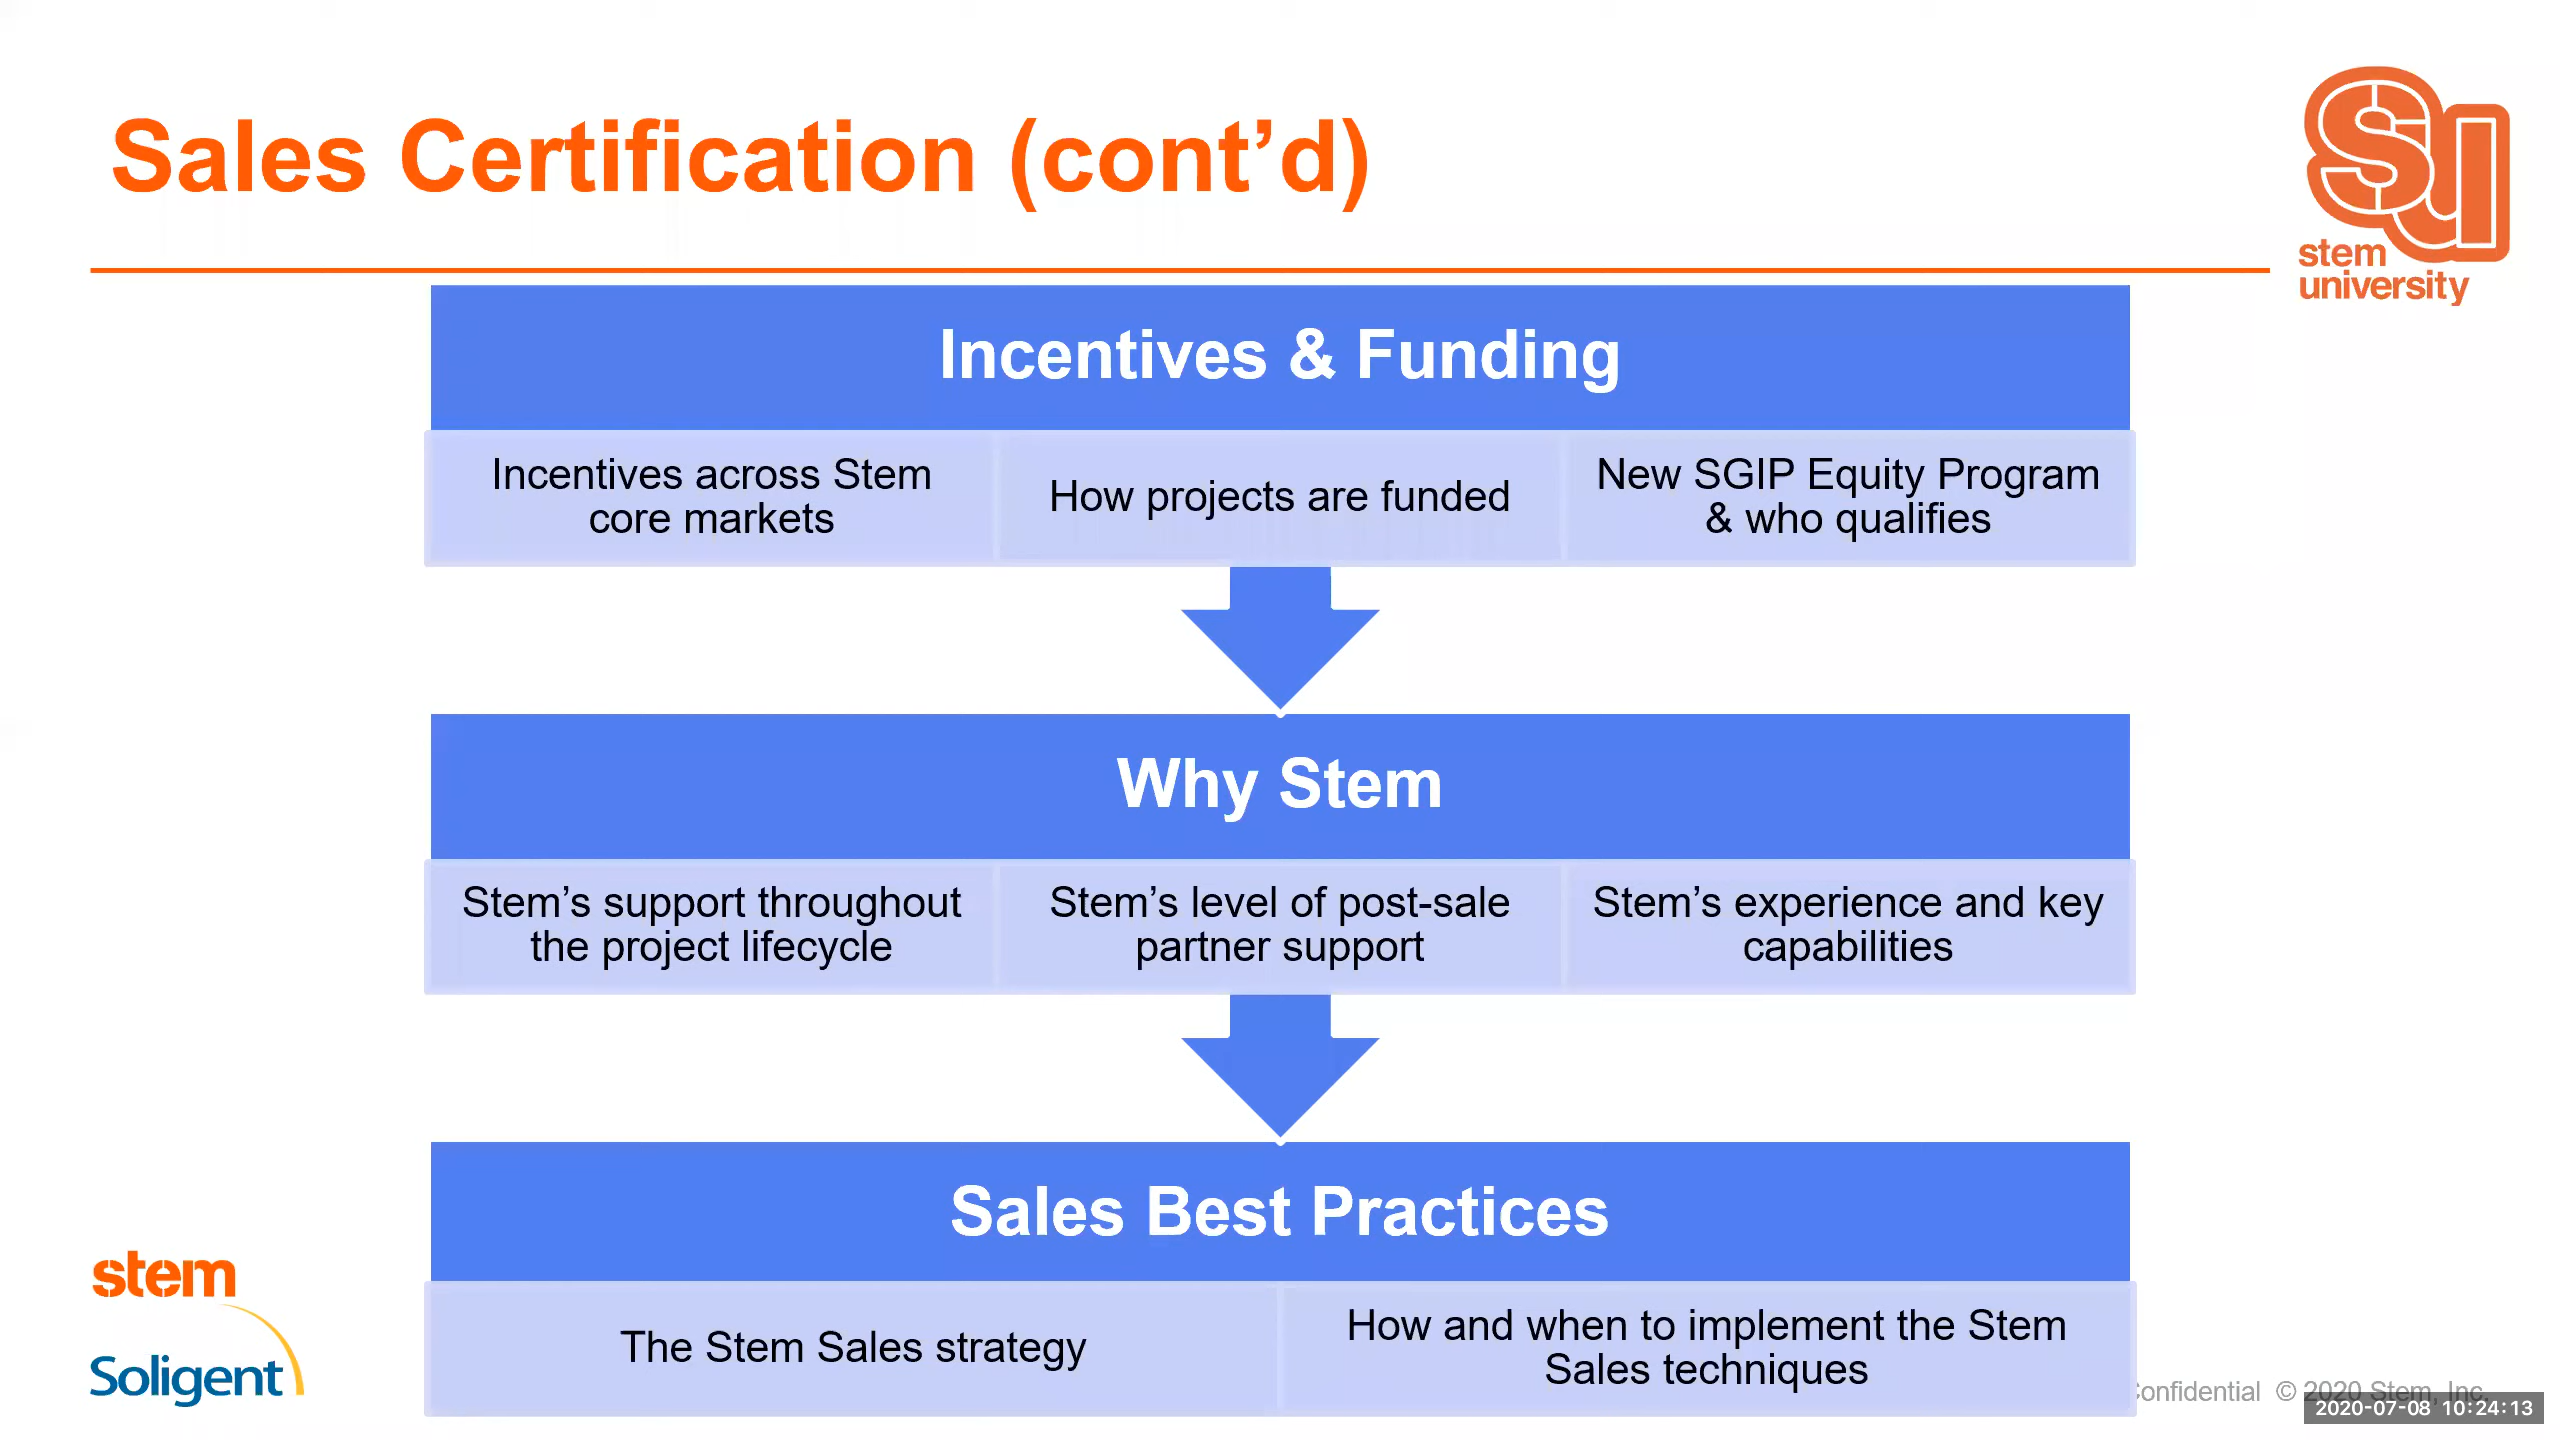 Sales Certification (cont’d)
SU
stem
university
Incentives & Funding
Incentives across Stem
core markets
How projects are funded
New SGIP Equity Program
& who qualifies
Why Stem
Stem’s support throughout
the project lifecycle
Stem’s level of post-sale
partner support
Stem’s experience and key
capabilities
Sales Best Practices
The Stem Sales strategy
How and when to implement the Stem
Sales techniques
stem
Soligent
onfidential © 2020 Stem, Inc.
2020-07-08 10:24:13